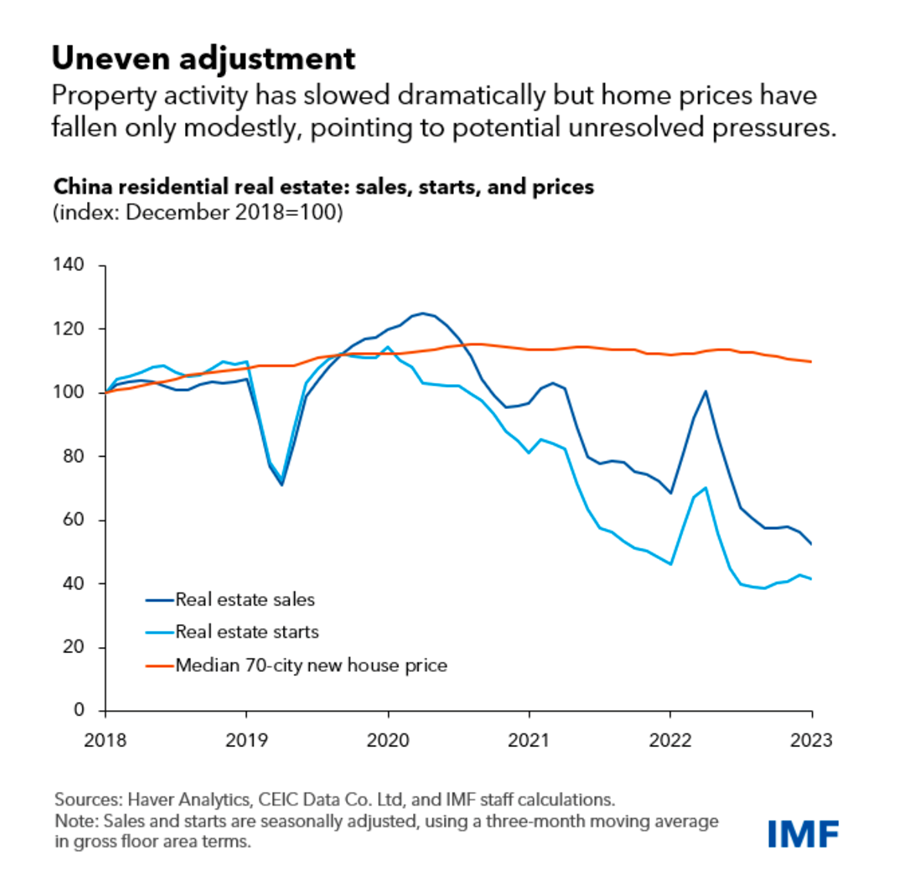 Uneven adjustment
Property activity has slowed dramatically but home prices have
fallen only modestly, pointing to potential unresolved pressures.
China residential real estate: sales, starts, and prices
(index: December 2018=100)
140
120
100
80
60
40
20
0
Real estate sales
Real estate starts
Median 70-city new house price
2018 2019 2020 2021 2022 2023
Sources: Haver Analytics, CEIC Data Co. Ltd, and IMF staff calculations.
Note: Sales and starts are seasonally adjusted, using a three-month moving average
in gross floor area terms.
IMF